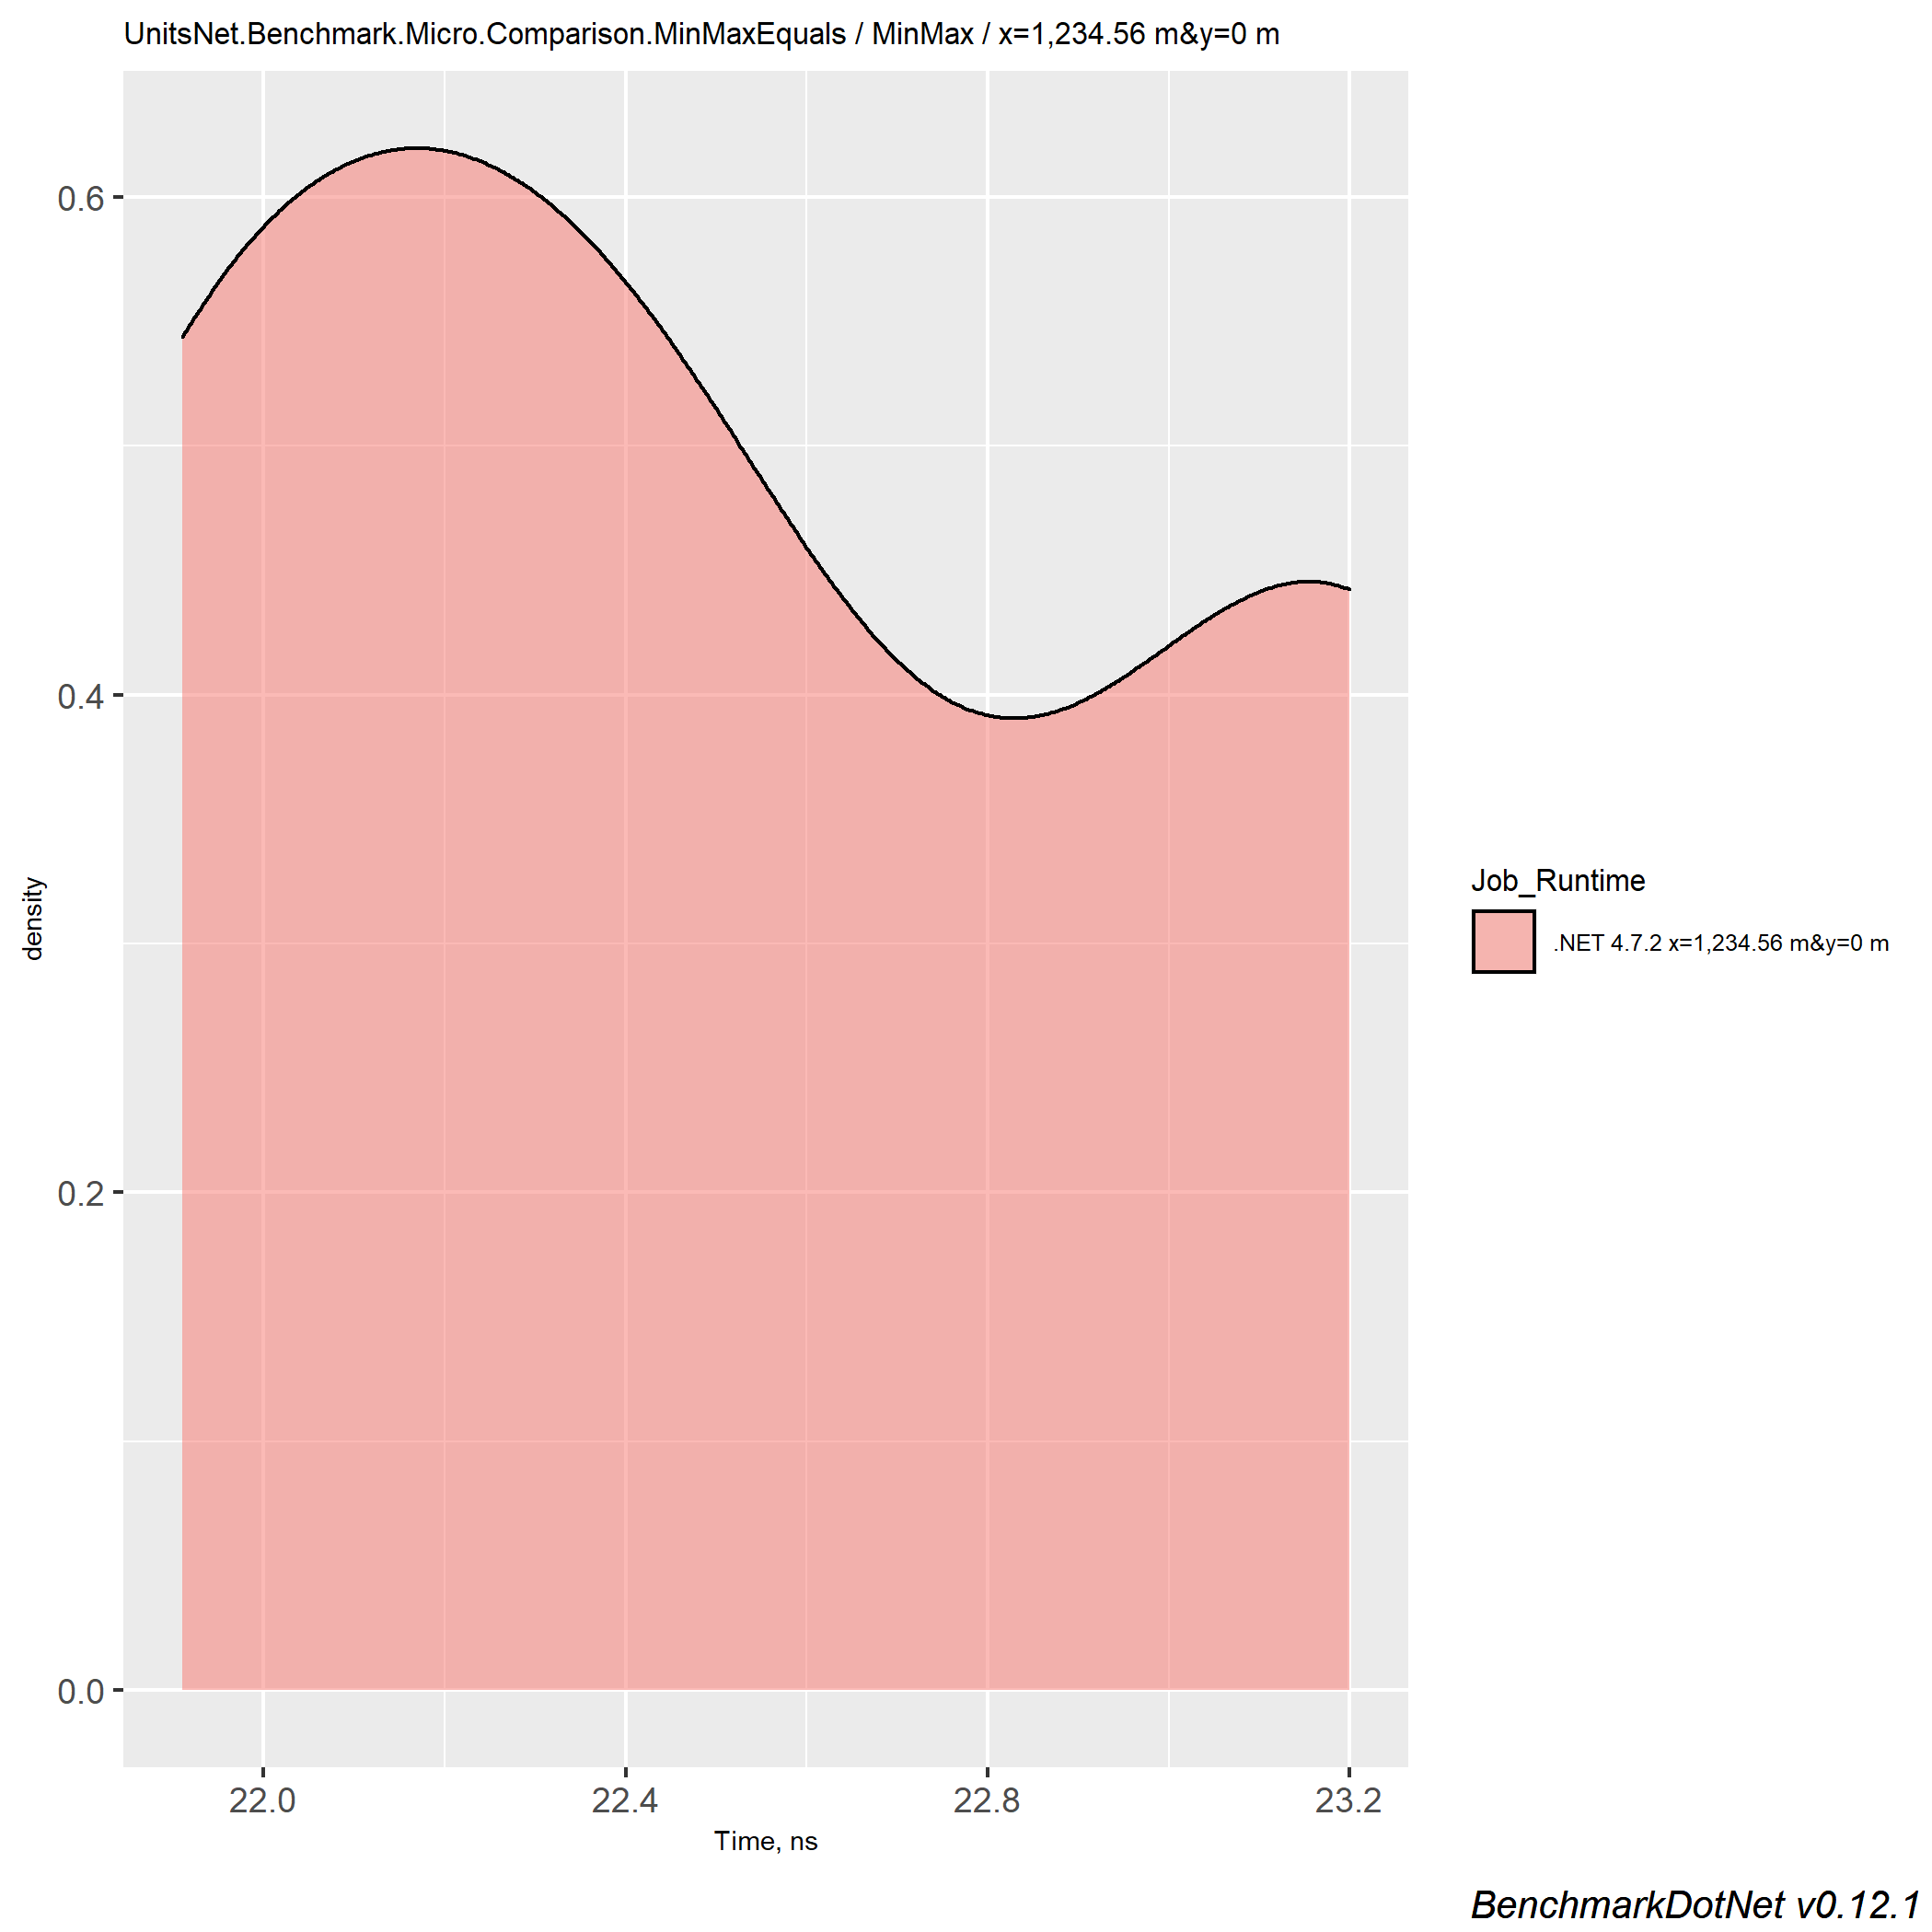 UnitsNet.Benchmark.Micro.Comparison.MinMaxEquals / MinMax / x=1,234.56 m&y=0 m
0.6
0.4
0.2
0.0
density
22.0 22.4 22.8 23.2
Time, ns
Job_Runtime
.NET 4.7.2 x=1,234.56 m&y=0 m
BenchmarkDotNet v0.12.1